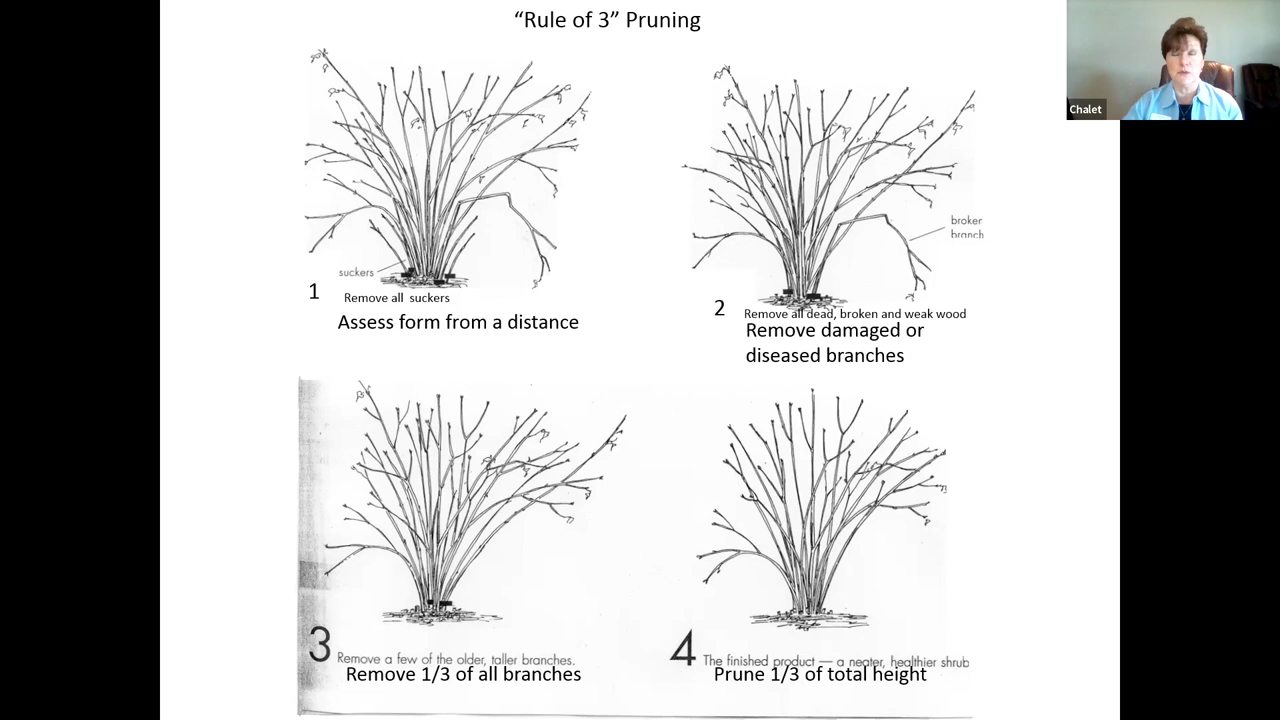 “Rule of 3” Pruning
Chalet
suckers
1
Remove all suckers
Assess form from a distance
broker
branch
2
Remove all dead, broken and weak wood
Remove damaged or
diseased branches
3
Remove a few of the older, taller branches.
Remove 1/3 of all branches
4
The finished product — a neater, healthier shrub
Prune 1/3 of total height